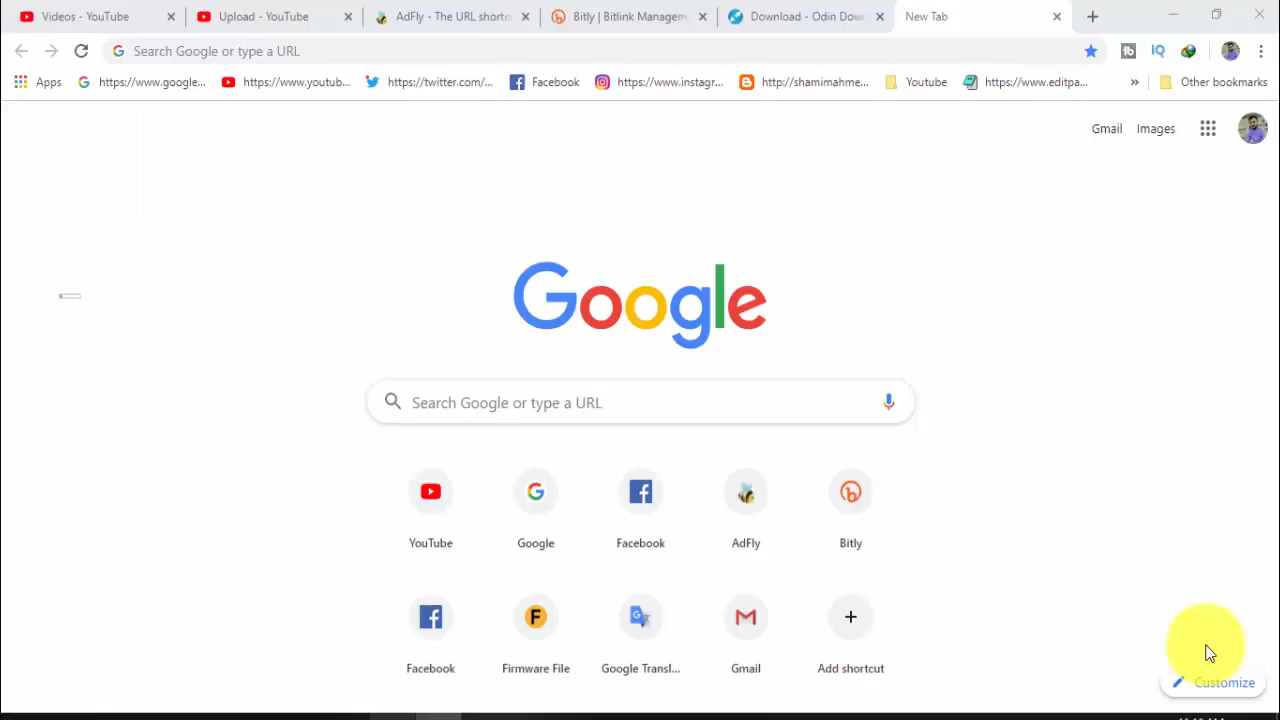 Videos - YouTube
Upload - YouTube
AdFly - The URL shorte
Bitly | Bitlink Managem
Download - Odin Dow
New Tab
Search Google or type a URL
Apps
https://www.google...
https://www.youtub...
https://twitter.com/...
Facebook
https://www.instagr...
http://shamimahme...
Youtube
https://www.editpa...
»
Other bookmarks
Gmail
Images
Google
Search Google or type a URL
YouTube
Google
Facebook
AdFly
Bitly
Facebook
Firmware File
Google Transl...
Gmail
Add shortcut
Customize